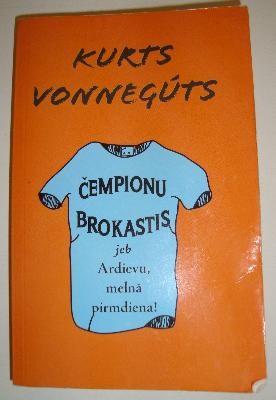 KURTS
VONNEGŪTS
ČEMPIONU
BROKASTIS
jeb
Ardievu,
melnā
pirmdiena!